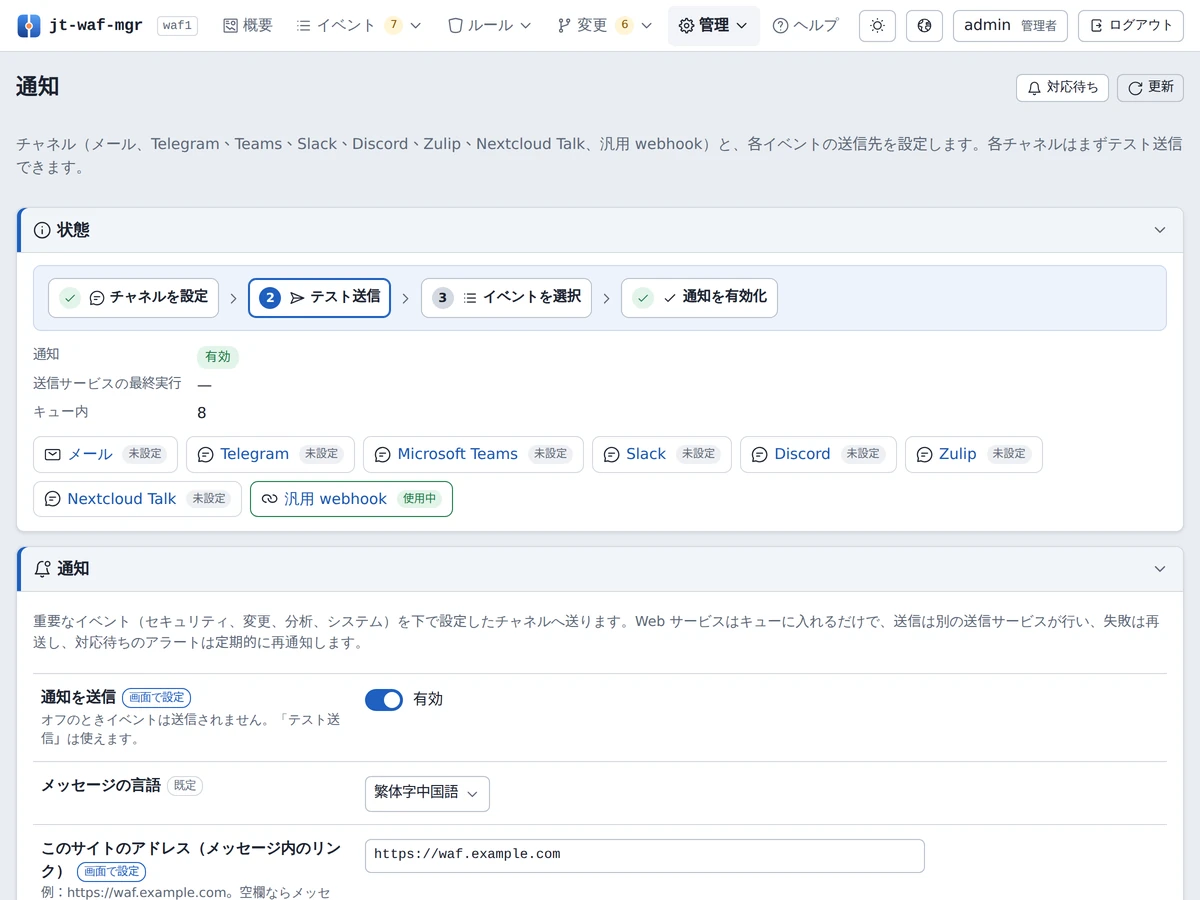 jt-waf-mgr waf1 概要 イベント 7 ルール 変更 6 管理 ヘルプ admin 管理者 ログアウト
通知
対応待ち 更新
チャネル（メール、Telegram、Teams、Slack、Discord、Zulip、Nextcloud Talk、汎用 webhook）と、各イベントの送信先を設定します。各チャネルはまずテスト送信
できます。
状態
チャネルを設定 2 テスト送信 3 イベントを選択 通知を有効化
通知 有効
送信サービスの最終実行 —
キュー内 8
メール 未設定 Telegram 未設定 Microsoft Teams 未設定 Slack 未設定 Discord 未設定 Zulip 未設定
Nextcloud Talk 未設定 汎用 webhook 使用中
通知
重要なイベント（セキュリティ、変更、分析、システム）を下で設定したチャネルへ送ります。Web サービスはキューに入れるだけで、送信は別の送信サービスが行い、失敗は再
送し、対応待ちのアラートは定期的に再通知します。
通知を送信 画面で設定 有効
オフのときイベントは送信されません。「テスト送
信」は使えます。
メッセージの言語 既定 繁体字中国語
このサイトのアドレス（メッセージ内のリン
ク） 画面で設定
https://waf.example.com
例：https://waf.example.com。空欄ならメッセ